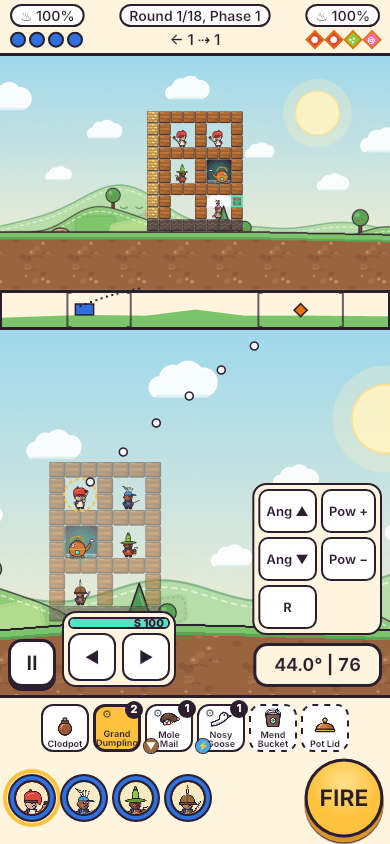 ♨ 100%
Round 1/18, Phase 1
♨ 100%
← 1 ⇢ 1
Ang ▲
Pow +
Ang ▼
Pow −
R
S 100
44.0° | 76
2
1
1
Clodpot
Grand Dumpling
Mole Mail
Nosy Goose
Mend Bucket
Pot Lid
FIRE